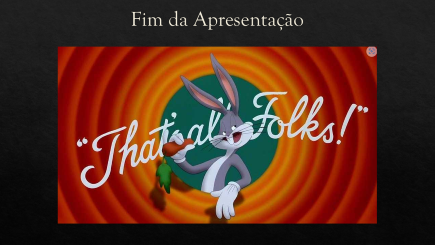 Fim da Apresentação
"That's all Folks!"